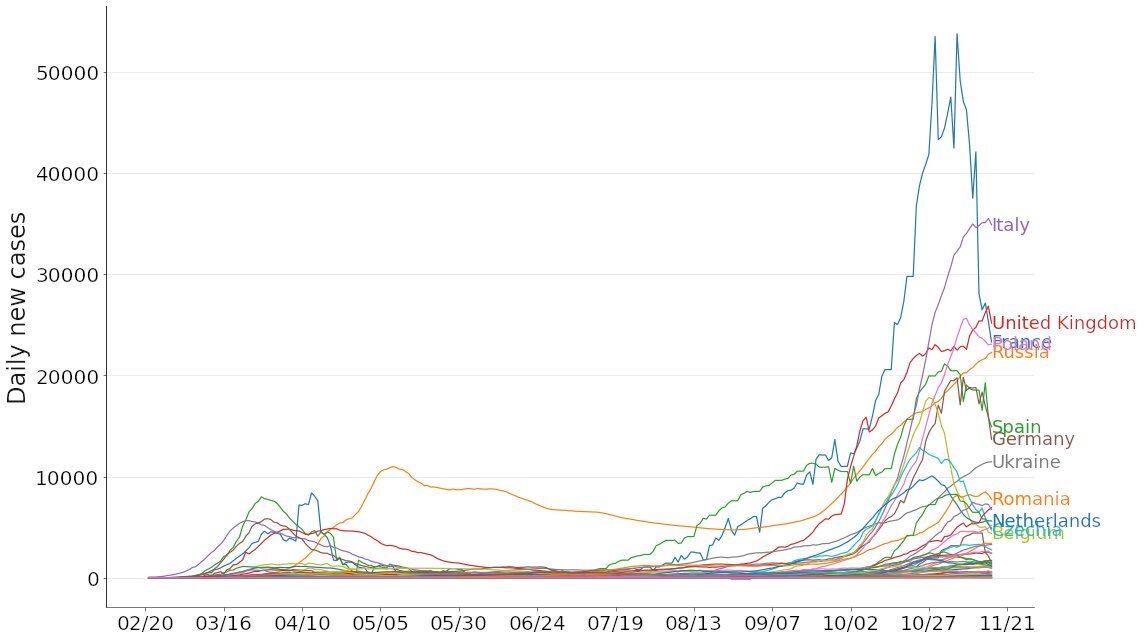 Daily new cases
50000
40000
30000
20000
10000
0
Italy
United Kingdom
France
Poland
Russia
Spain
Germany
Ukraine
Romania
Netherlands
Czechia
Belgium
02/20 03/16 04/10 05/05 05/30 06/24 07/19 08/13 09/07 10/02 10/27 11/21